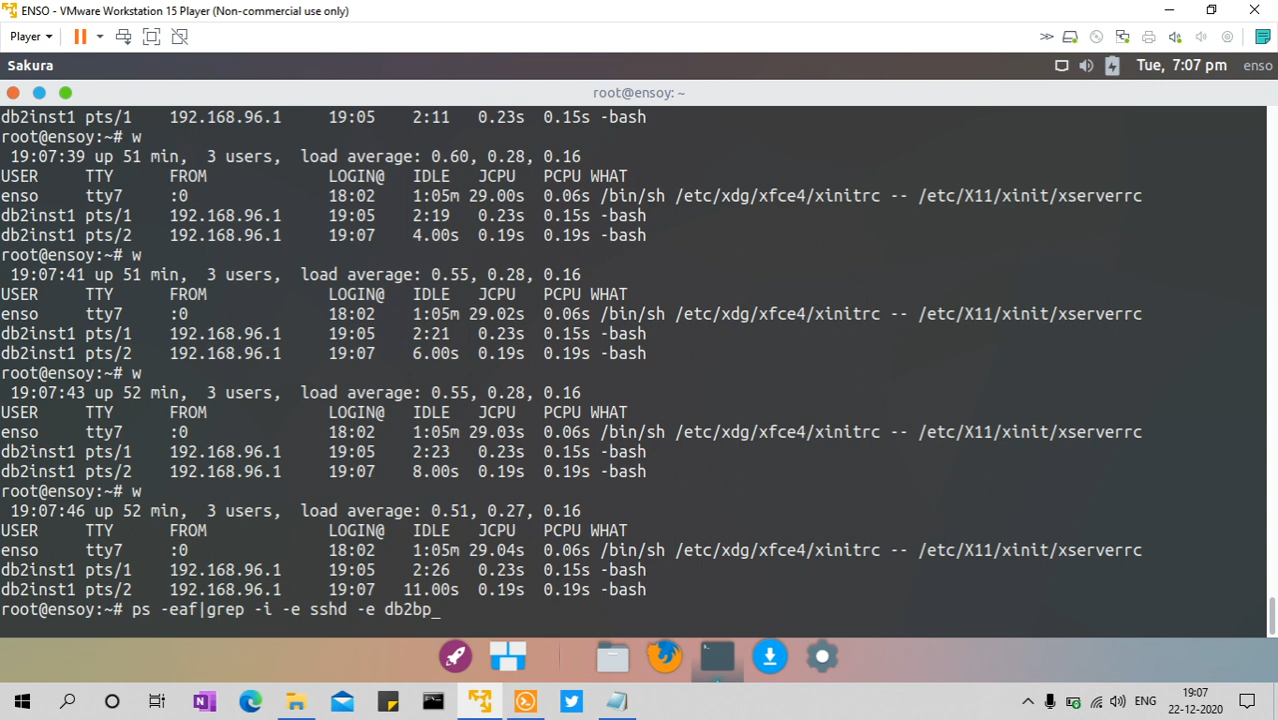 ENSO - VMware Workstation 15 Player (Non-commercial use only)
Player
Sakura
Tue, 7:07 pm enso
root@ensoy: ~
db2inst1 pts/1 192.168.96.1 19:05 2:11 0.23s 0.15s -bash
root@ensoy:~# w
19:07:39 up 51 min, 3 users, load average: 0.60, 0.28, 0.16
USER TTY FROM LOGIN@ IDLE JCPU PCPU WHAT
enso tty7 :0 18:02 1:05m 29.00s 0.06s /bin/sh /etc/xdg/xfce4/xinitrc -- /etc/X11/xinit/xserverrc
db2inst1 pts/1 192.168.96.1 19:05 2:19 0.23s 0.15s -bash
db2inst1 pts/2 192.168.96.1 19:07 4.00s 0.19s 0.19s -bash
root@ensoy:~# w
19:07:41 up 51 min, 3 users, load average: 0.55, 0.28, 0.16
USER TTY FROM LOGIN@ IDLE JCPU PCPU WHAT
enso tty7 :0 18:02 1:05m 29.02s 0.06s /bin/sh /etc/xdg/xfce4/xinitrc -- /etc/X11/xinit/xserverrc
db2inst1 pts/1 192.168.96.1 19:05 2:21 0.23s 0.15s -bash
db2inst1 pts/2 192.168.96.1 19:07 6.00s 0.19s 0.19s -bash
root@ensoy:~# w
19:07:43 up 52 min, 3 users, load average: 0.55, 0.28, 0.16
USER TTY FROM LOGIN@ IDLE JCPU PCPU WHAT
enso tty7 :0 18:02 1:05m 29.03s 0.06s /bin/sh /etc/xdg/xfce4/xinitrc -- /etc/X11/xinit/xserverrc
db2inst1 pts/1 192.168.96.1 19:05 2:23 0.23s 0.15s -bash
db2inst1 pts/2 192.168.96.1 19:07 8.00s 0.19s 0.19s -bash
root@ensoy:~# w
19:07:46 up 52 min, 3 users, load average: 0.51, 0.27, 0.16
USER TTY FROM LOGIN@ IDLE JCPU PCPU WHAT
enso tty7 :0 18:02 1:05m 29.04s 0.06s /bin/sh /etc/xdg/xfce4/xinitrc -- /etc/X11/xinit/xserverrc
db2inst1 pts/1 192.168.96.1 19:05 2:26 0.23s 0.15s -bash
db2inst1 pts/2 192.168.96.1 19:07 11.00s 0.19s 0.19s -bash
root@ensoy:~# ps -eaf|grep -i -e sshd -e db2bp_
ENG
19:07
22-12-2020